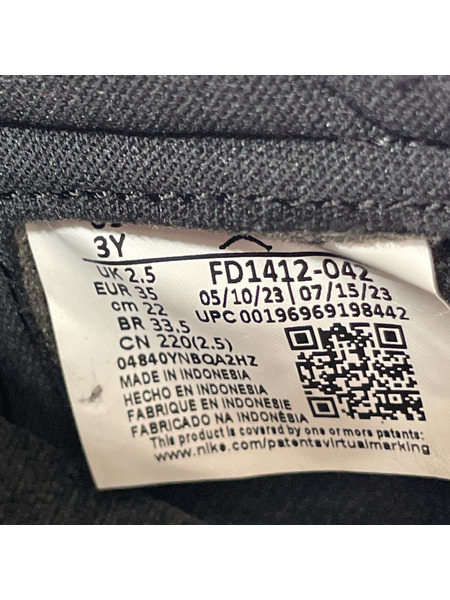 3Y
UK 2.5
EUR 35
cm 22
BR 33.5
CN 220(2.5)
04840YNBQA2HZ
MADE IN INDONESIA
HECHO EN INDONESIA
FABRIQUE EN INDONESIE
FABRICADO NA INDONÉSIA
This product is covered by one or more patents:
www.nike.com/patentsvirtualmarking
FD1412-042
05/10/23 | 07/15/23
UPC 00196969198442